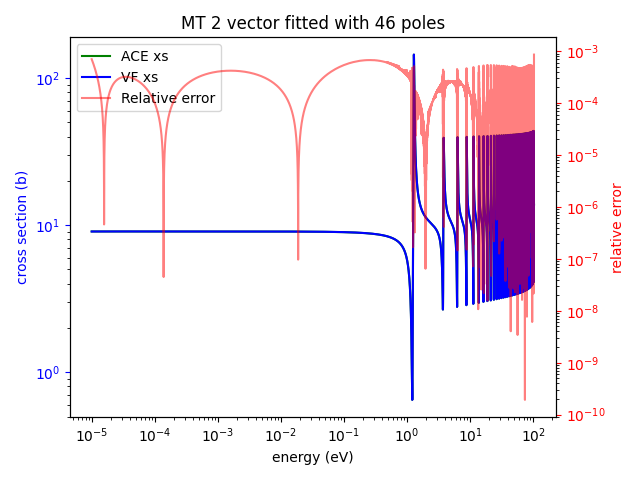 MT 2 vector fitted with 46 poles
ACE xs
VF xs
Relative error
cross section (b)
10²
10¹
10⁰
10⁻³
10⁻⁴
10⁻⁵
10⁻⁶
10⁻⁷
10⁻⁸
10⁻⁹
10⁻¹⁰
relative error
10⁻⁵ 10⁻⁴ 10⁻³ 10⁻² 10⁻¹ 10⁰ 10¹ 10²
energy (eV)